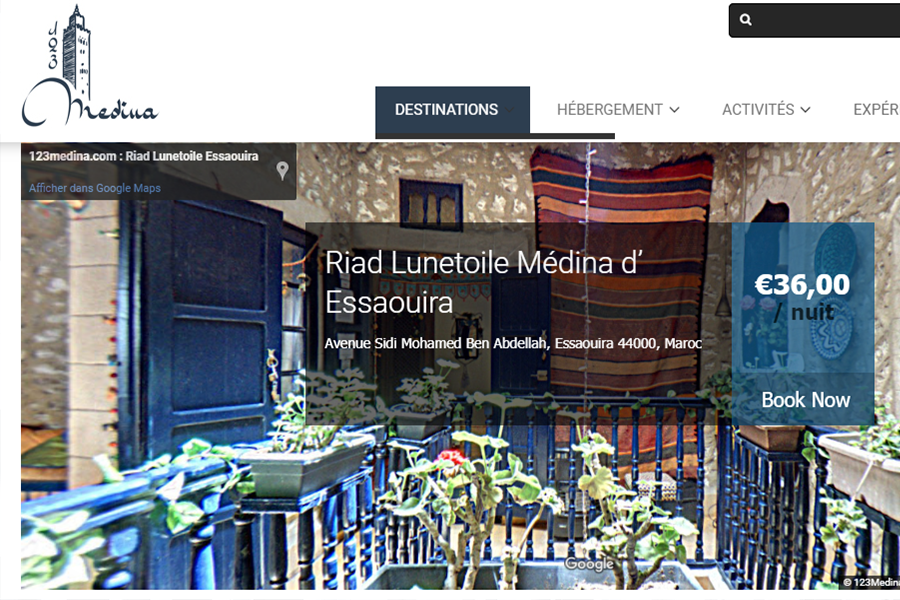 123
Medina
DESTINATIONS
HÉBERGEMENT
ACTIVITÉS
EXPÉR
123medina.com : Riad Lunetoile Essaouira
Afficher dans Google Maps
Riad Lunetoile Médina d’
Essaouira
Avenue Sidi Mohamed Ben Abdellah, Essaouira 44000, Maroc
€36,00
/ nuit
Book Now
Google
© 123Medina